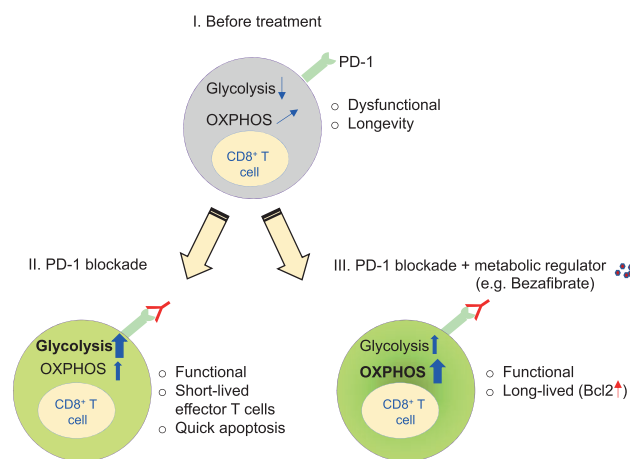 I. Before treatment
PD-1
Glycolysis
OXPHOS
CD8⁺ T
cell
○ Dysfunctional
○ Longevity
II. PD-1 blockade
Glycolysis
OXPHOS
CD8⁺ T
cell
○ Functional
○ Short-lived
effector T cells
○ Quick apoptosis
III. PD-1 blockade + metabolic regulator
(e.g. Bezafibrate)
Glycolysis
OXPHOS
CD8⁺ T
cell
○ Functional
○ Long-lived (Bcl2↑)